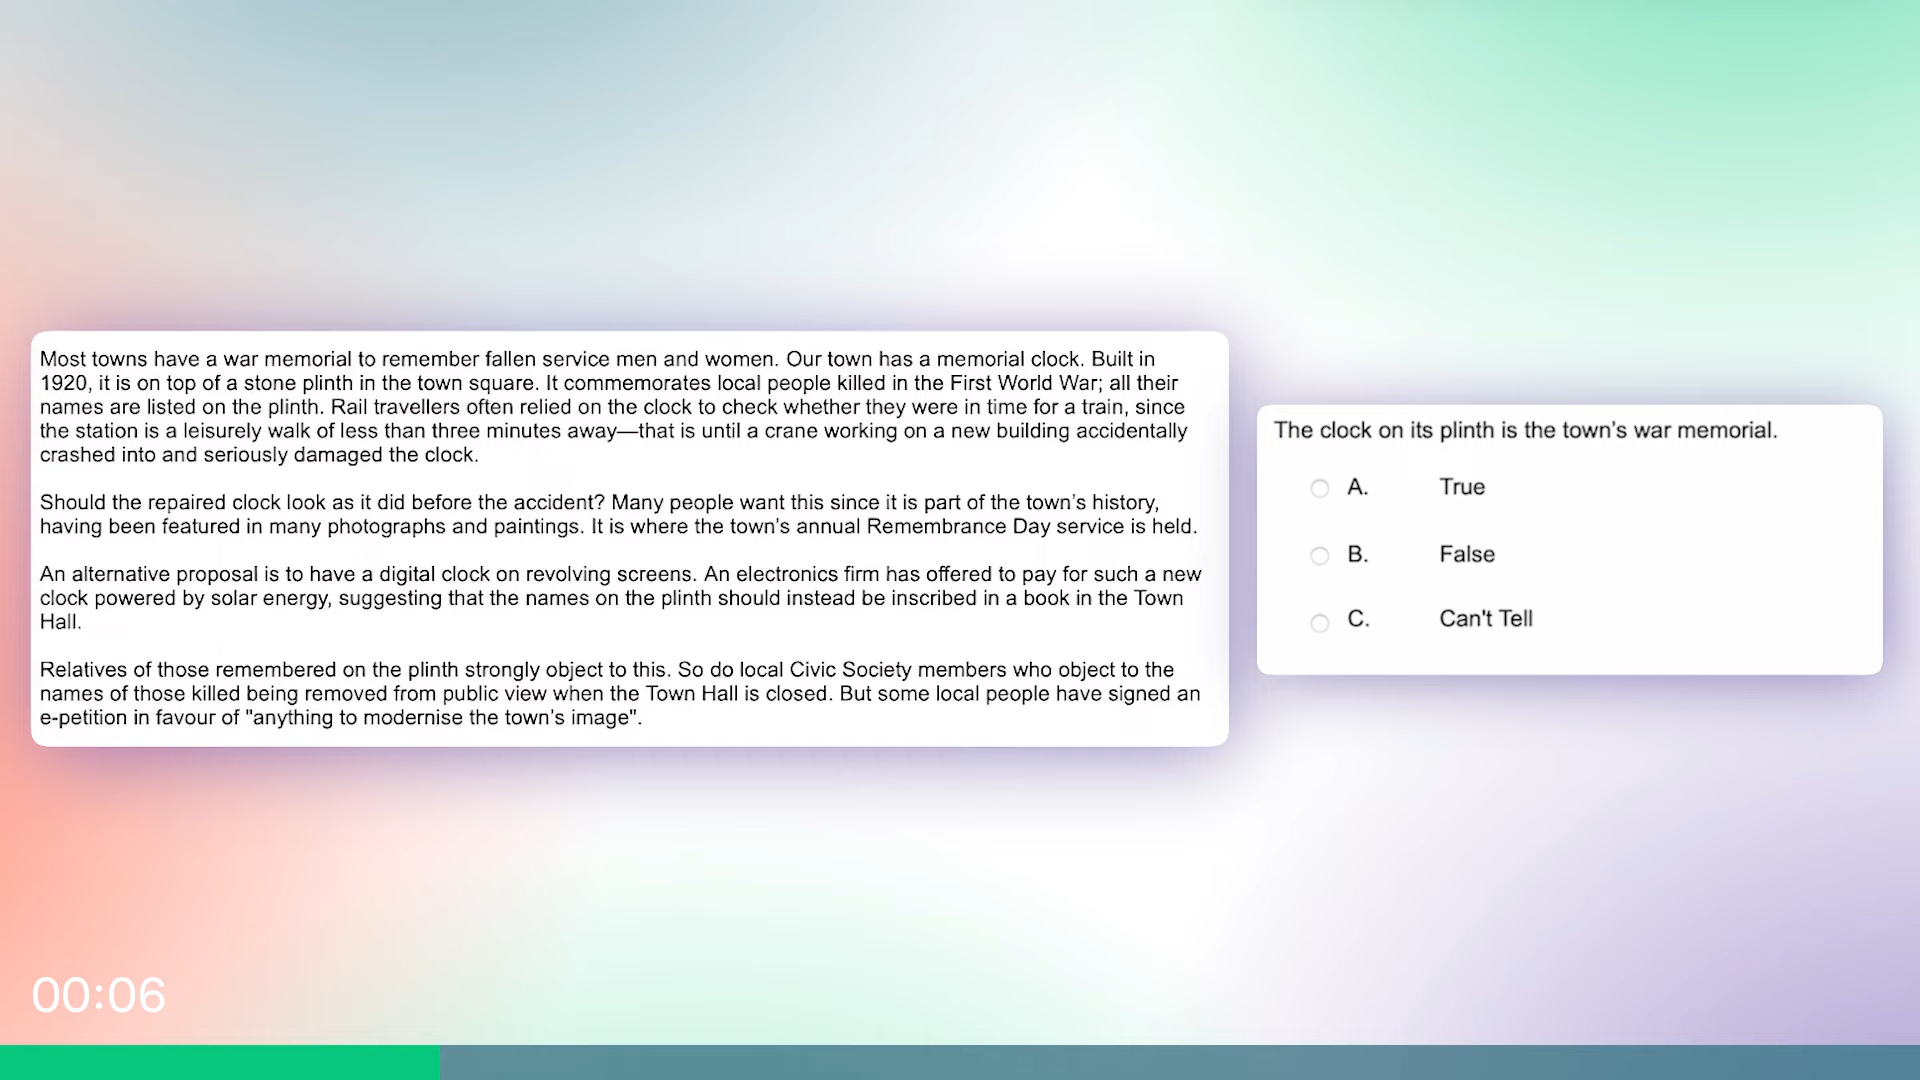 Most towns have a war memorial to remember fallen service men and women. Our town has a memorial clock. Built in
1920, it is on top of a stone plinth in the town square. It commemorates local people killed in the First World War; all their
names are listed on the plinth. Rail travellers often relied on the clock to check whether they were in time for a train, since
the station is a leisurely walk of less than three minutes away—that is until a crane working on a new building accidentally
crashed into and seriously damaged the clock.
Should the repaired clock look as it did before the accident? Many people want this since it is part of the town's history,
having been featured in many photographs and paintings. It is where the town's annual Remembrance Day service is held.
An alternative proposal is to have a digital clock on revolving screens. An electronics firm has offered to pay for such a new
clock powered by solar energy, suggesting that the names on the plinth should instead be inscribed in a book in the Town
Hall.
Relatives of those remembered on the plinth strongly object to this. So do local Civic Society members who object to the
names of those killed being removed from public view when the Town Hall is closed. But some local people have signed an
e-petition in favour of "anything to modernise the town's image".
The clock on its plinth is the town's war memorial.
A. True
B. False
C. Can't Tell
00:06